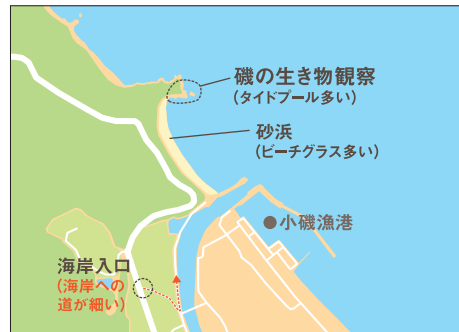 磯の生き物観察
(タイドプール多い)
砂浜
(ビーチグラス多い)
●小磯漁港
海岸入口
(海岸への
道が細い)